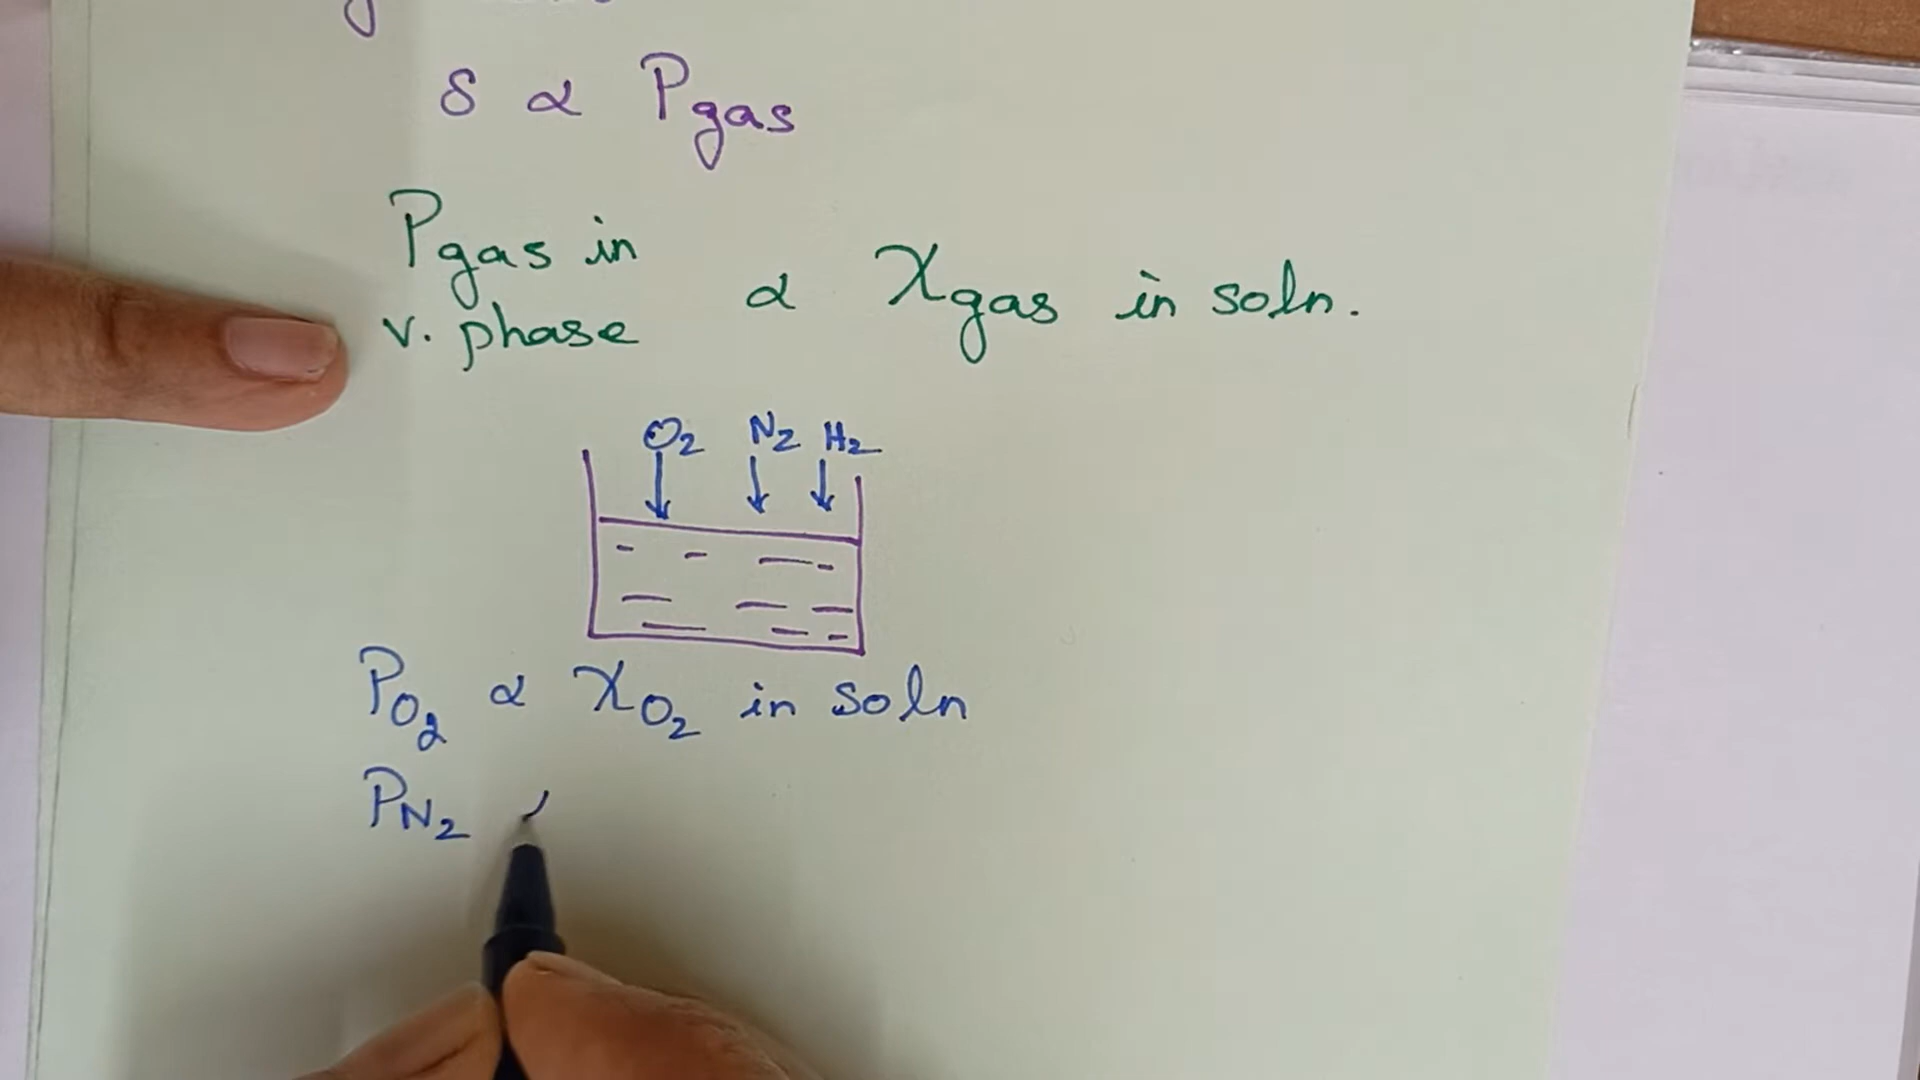 S α Pgas
Pgas in
v. phase α Xgas in soln.
O2 N2 H2
PO2 α XO2 in soln
PN2